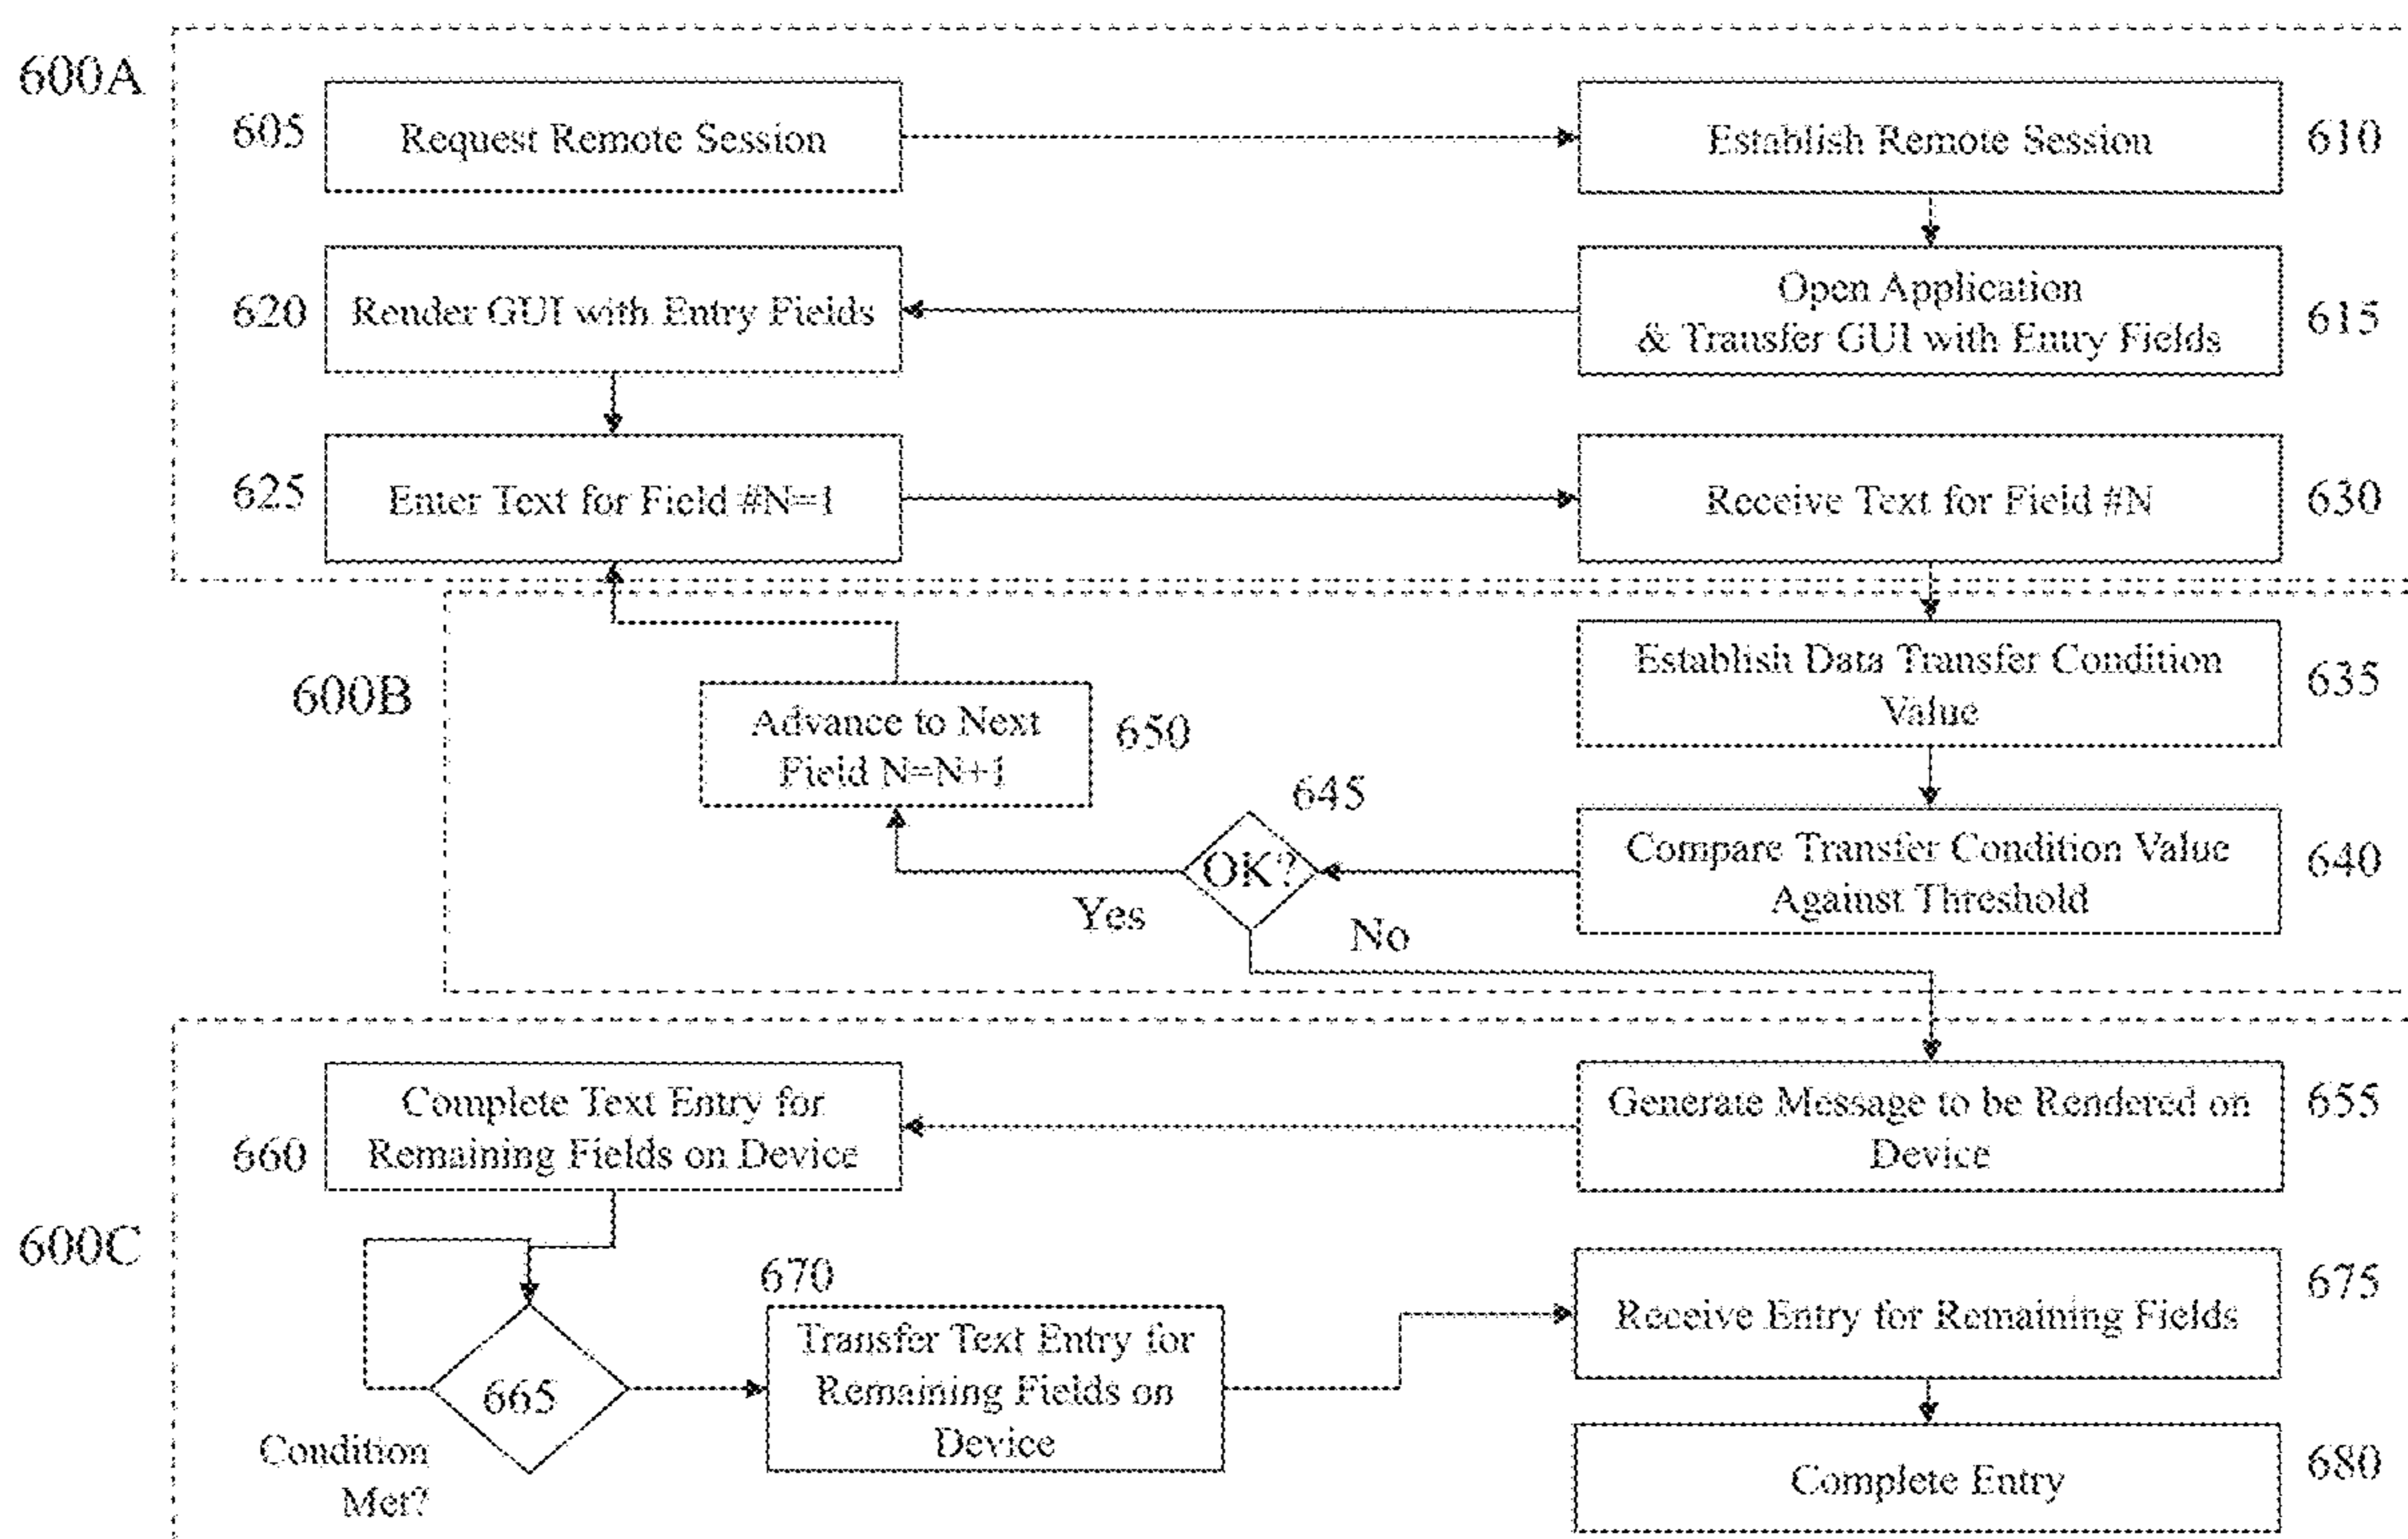 600A
605
Request Remote Session
Establish Remote Session
610
620
Render GUI with Entry Fields
Open Application
& Transfer GUI with Entry Fields
615
625
Enter Text for Field #N=1
Receive Text for Field #N
630
600B
Advance to Next
Field N=N+1
650
Establish Data Transfer Condition
Value
635
645
OK?
Yes
No
Compare Transfer Condition Value
Against Threshold
640
600C
660
Complete Text Entry for
Remaining Fields on Device
Generate Message to be Rendered on
Device
655
665
Condition
Met?
670
Transfer Text Entry for
Remaining Fields on
Device
Receive Entry for Remaining Fields
675
Complete Entry
680